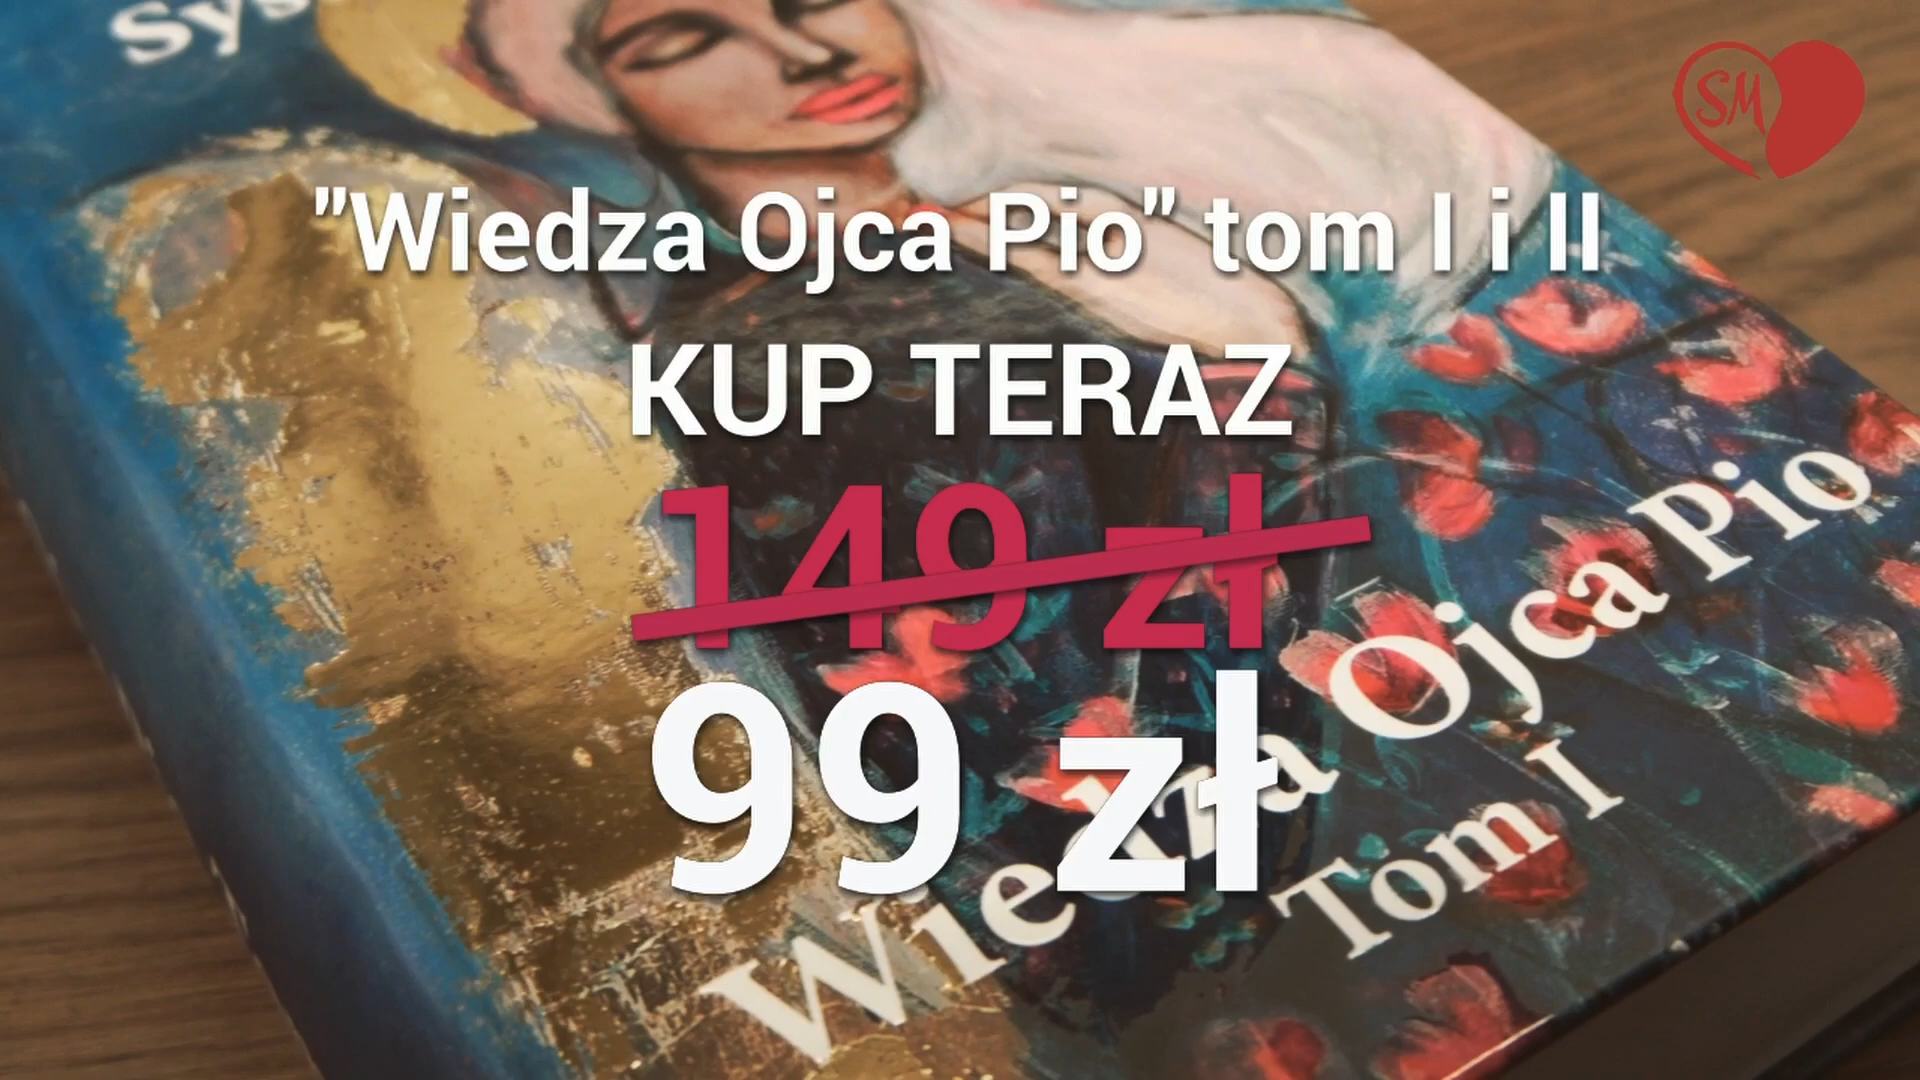 SM
"Wiedza Ojca Pio" tom I i II
KUP TERAZ
149 zł
99 zł
Wiedza Ojca Pio
Tom I